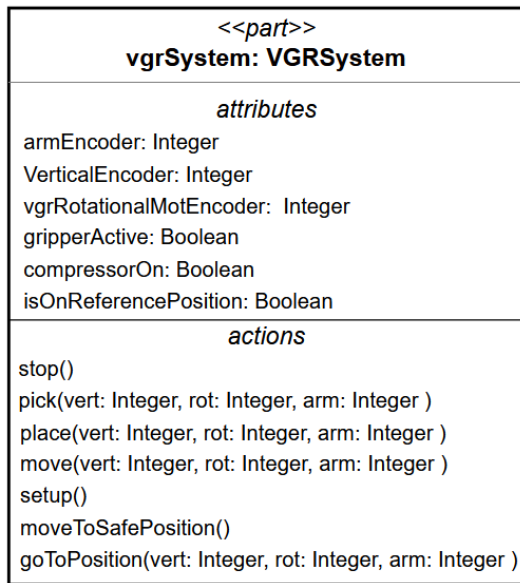 <<part>>
vgrSystem: VGRSystem
attributes
armEncoder: Integer
VerticalEncoder: Integer
vgrRotationalMotEncoder: Integer
gripperActive: Boolean
compressorOn: Boolean
isOnReferencePosition: Boolean
actions
stop()
pick(vert: Integer, rot: Integer, arm: Integer )
place(vert: Integer, rot: Integer, arm: Integer )
move(vert: Integer, rot: Integer, arm: Integer )
setup()
moveToSafePosition()
goToPosition(vert: Integer, rot: Integer, arm: Integer )